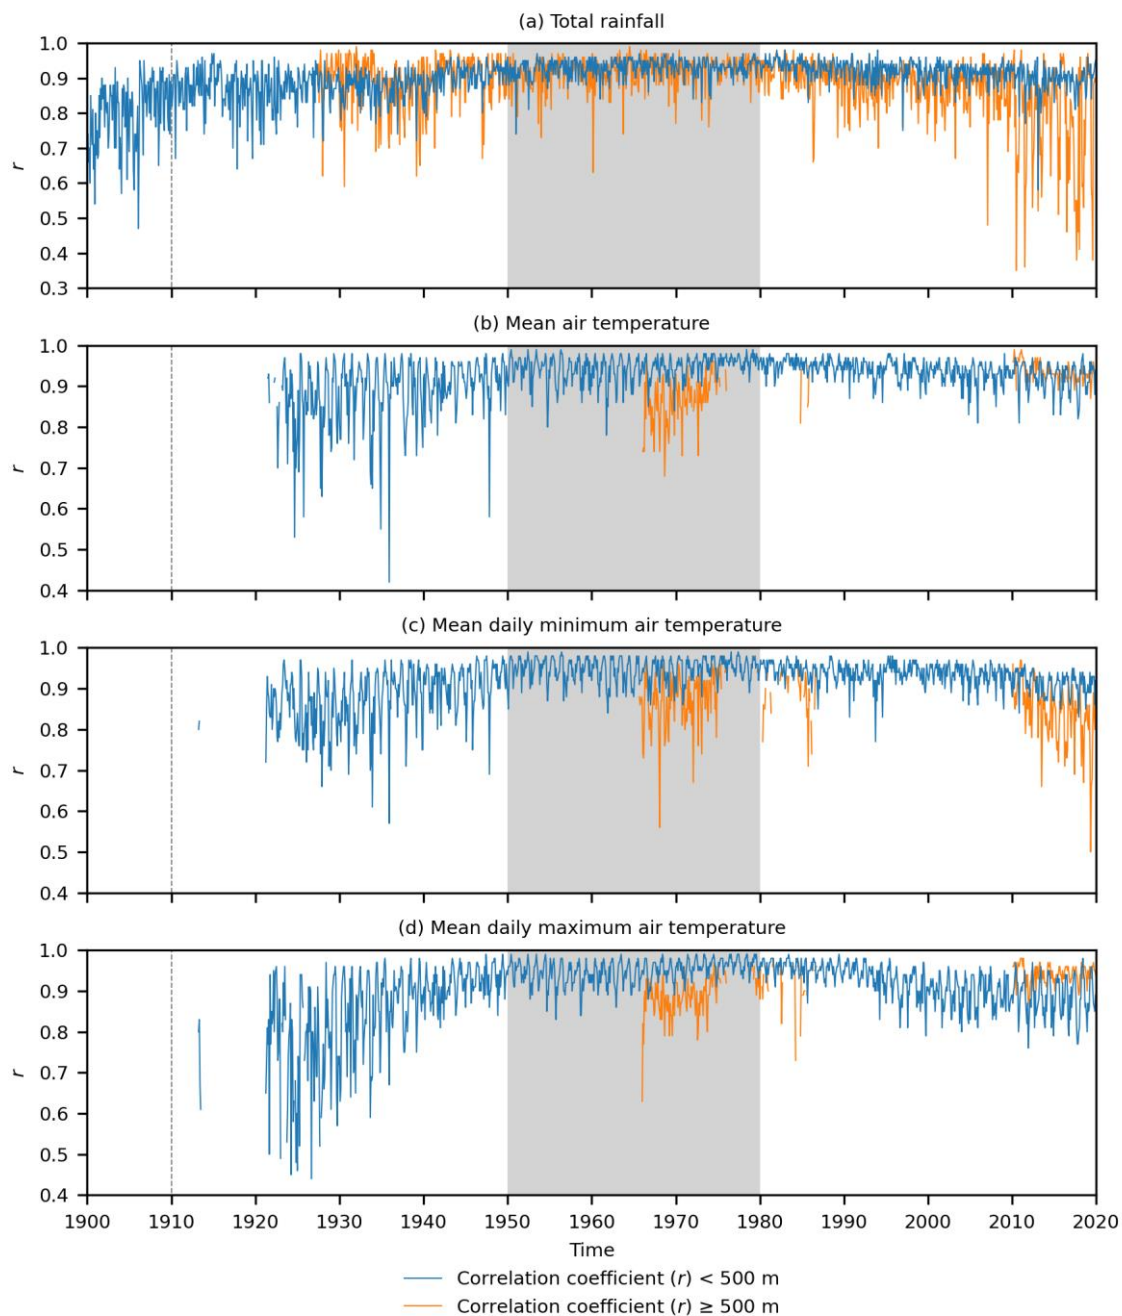 (a) Total rainfall
1.0
0.9
0.8
0.7
0.6
0.5
0.4
0.3
r
(b) Mean air temperature
1.0
0.9
0.8
0.7
0.6
0.5
0.4
r
(c) Mean daily minimum air temperature
1.0
0.9
0.8
0.7
0.6
0.5
0.4
r
(d) Mean daily maximum air temperature
1.0
0.9
0.8
0.7
0.6
0.5
0.4
r
1900 1910 1920 1930 1940 1950 1960 1970 1980 1990 2000 2010 2020
Time
Correlation coefficient (r) < 500 m
Correlation coefficient (r) ≥ 500 m